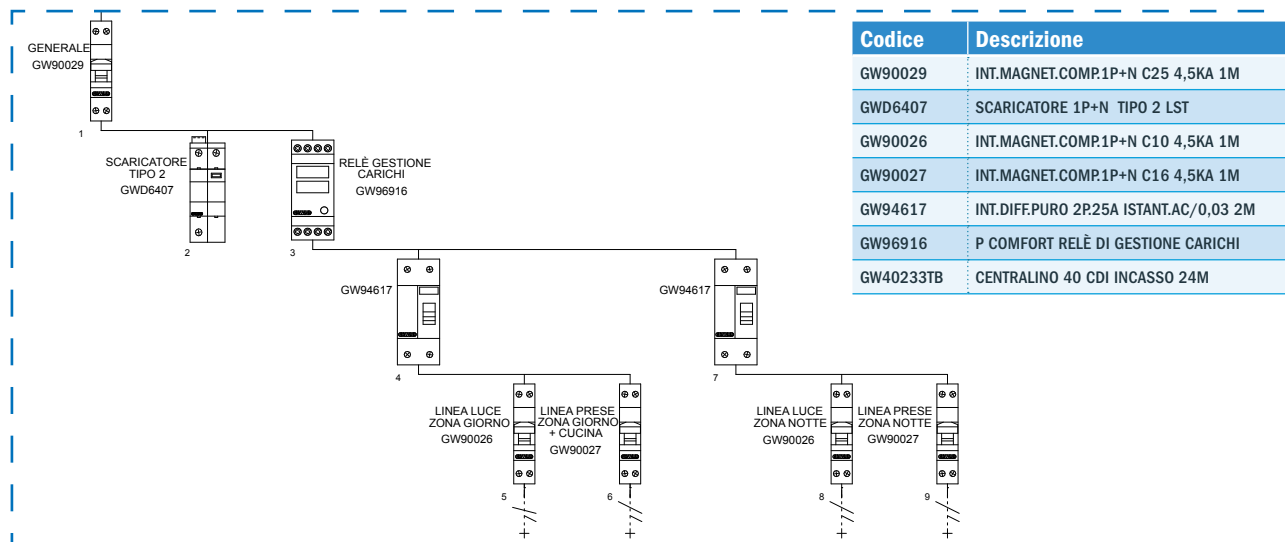 GENERALE
GW90029
1
SCARICATORE
TIPO 2
GWD6407
2
RELÈ GESTIONE
CARICHI
GW96916
3
GW94617
4
GW94617
7
LINEA LUCE
ZONA GIORNO
GW90026
5
LINEA PRESE
ZONA GIORNO
+ CUCINA
GW90027
6
LINEA LUCE
ZONA NOTTE
GW90026
8
LINEA PRESE
ZONA NOTTE
GW90027
9
Codice Descrizione
GW90029 INT.MAGNET.COMP.1P+N C25 4,5KA 1M
GWD6407 SCARICATORE 1P+N TIPO 2 LST
GW90026 INT.MAGNET.COMP.1P+N C10 4,5KA 1M
GW90027 INT.MAGNET.COMP.1P+N C16 4,5KA 1M
GW94617 INT.DIFF.PURO 2P.25A ISTANT.AC/0,03 2M
GW96916 P COMFORT RELÈ DI GESTIONE CARICHI
GW40233TB CENTRALINO 40 CDI INCASSO 24M